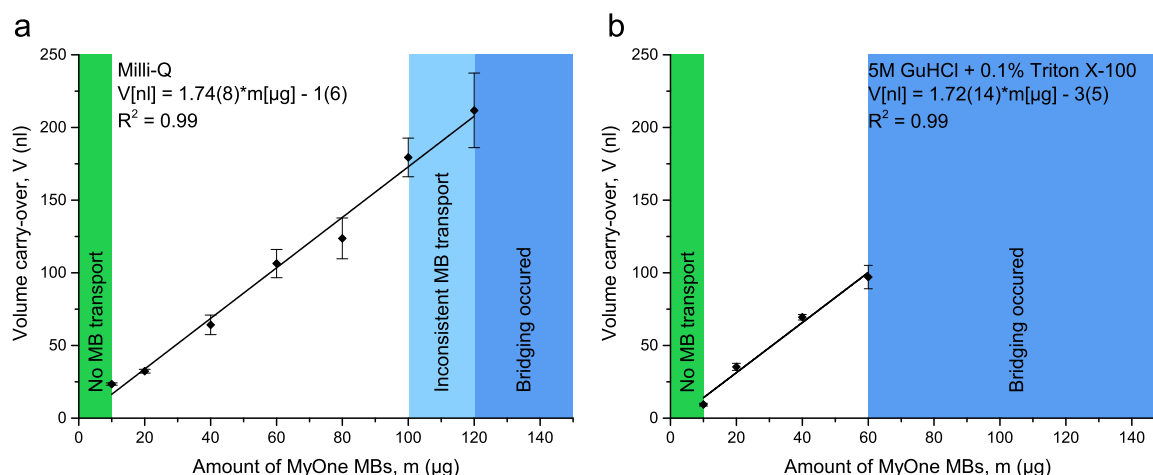 a
Milli-Q
V[nl] = 1.74(8)*m[µg] - 1(6)
R² = 0.99
Volume carry-over, V (nl)
250
200
150
100
50
0
No MB transport
Inconsistent MB transport
Bridging occured
0 20 40 60 80 100 120 140
Amount of MyOne MBs, m (µg)
b
5M GuHCl + 0.1% Triton X-100
V[nl] = 1.72(14)*m[µg] - 3(5)
R² = 0.99
Volume carry-over, V (nl)
250
200
150
100
50
0
No MB transport
Bridging occured
0 20 40 60 80 100 120 140
Amount of MyOne MBs, m (µg)